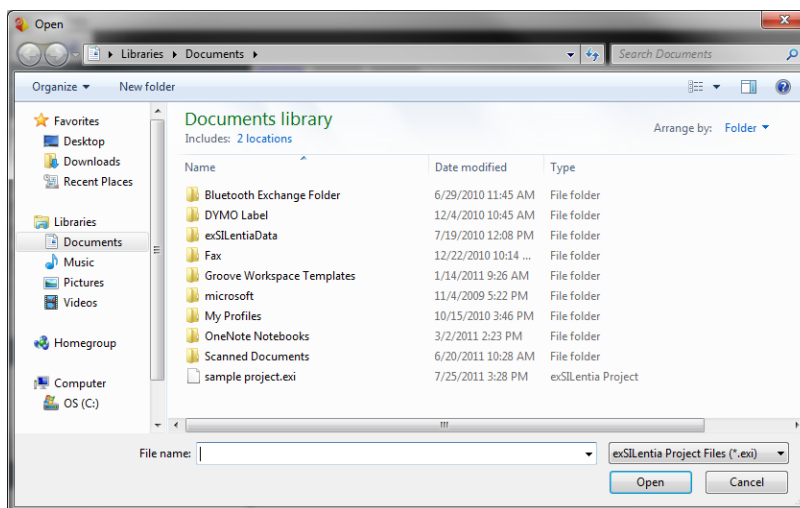 Open
Libraries Documents
Search Documents
Organize New folder
Favorites
Desktop
Downloads
Recent Places
Libraries
Documents
Music
Pictures
Videos
Homegroup
Computer
OS (C:)
Documents library
Includes: 2 locations
Arrange by: Folder
Name Date modified Type
Bluetooth Exchange Folder 6/29/2010 11:45 AM File folder
DYMO Label 12/4/2010 10:45 AM File folder
exSILentiaData 7/19/2010 12:08 PM File folder
Fax 12/22/2010 10:14 ... File folder
Groove Workspace Templates 1/14/2011 9:26 AM File folder
microsoft 11/4/2009 5:22 PM File folder
My Profiles 10/15/2010 3:46 PM File folder
OneNote Notebooks 3/2/2011 2:23 PM File folder
Scanned Documents 6/20/2011 10:28 AM File folder
sample project.exi 7/25/2011 3:28 PM exSILentia Project
File name: exSILentia Project Files (*.exi)
Open Cancel